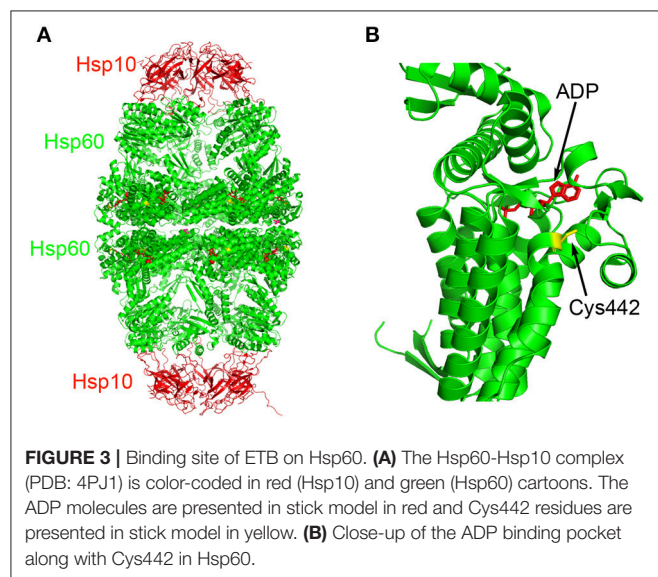 A
Hsp10
Hsp60
Hsp60
Hsp10
B
ADP
Cys442
FIGURE 3 | Binding site of ETB on Hsp60. (A) The Hsp60-Hsp10 complex
(PDB: 4PJ1) is color-coded in red (Hsp10) and green (Hsp60) cartoons. The
ADP molecules are presented in stick model in red and Cys442 residues are
presented in stick model in yellow. (B) Close-up of the ADP binding pocket
along with Cys442 in Hsp60.